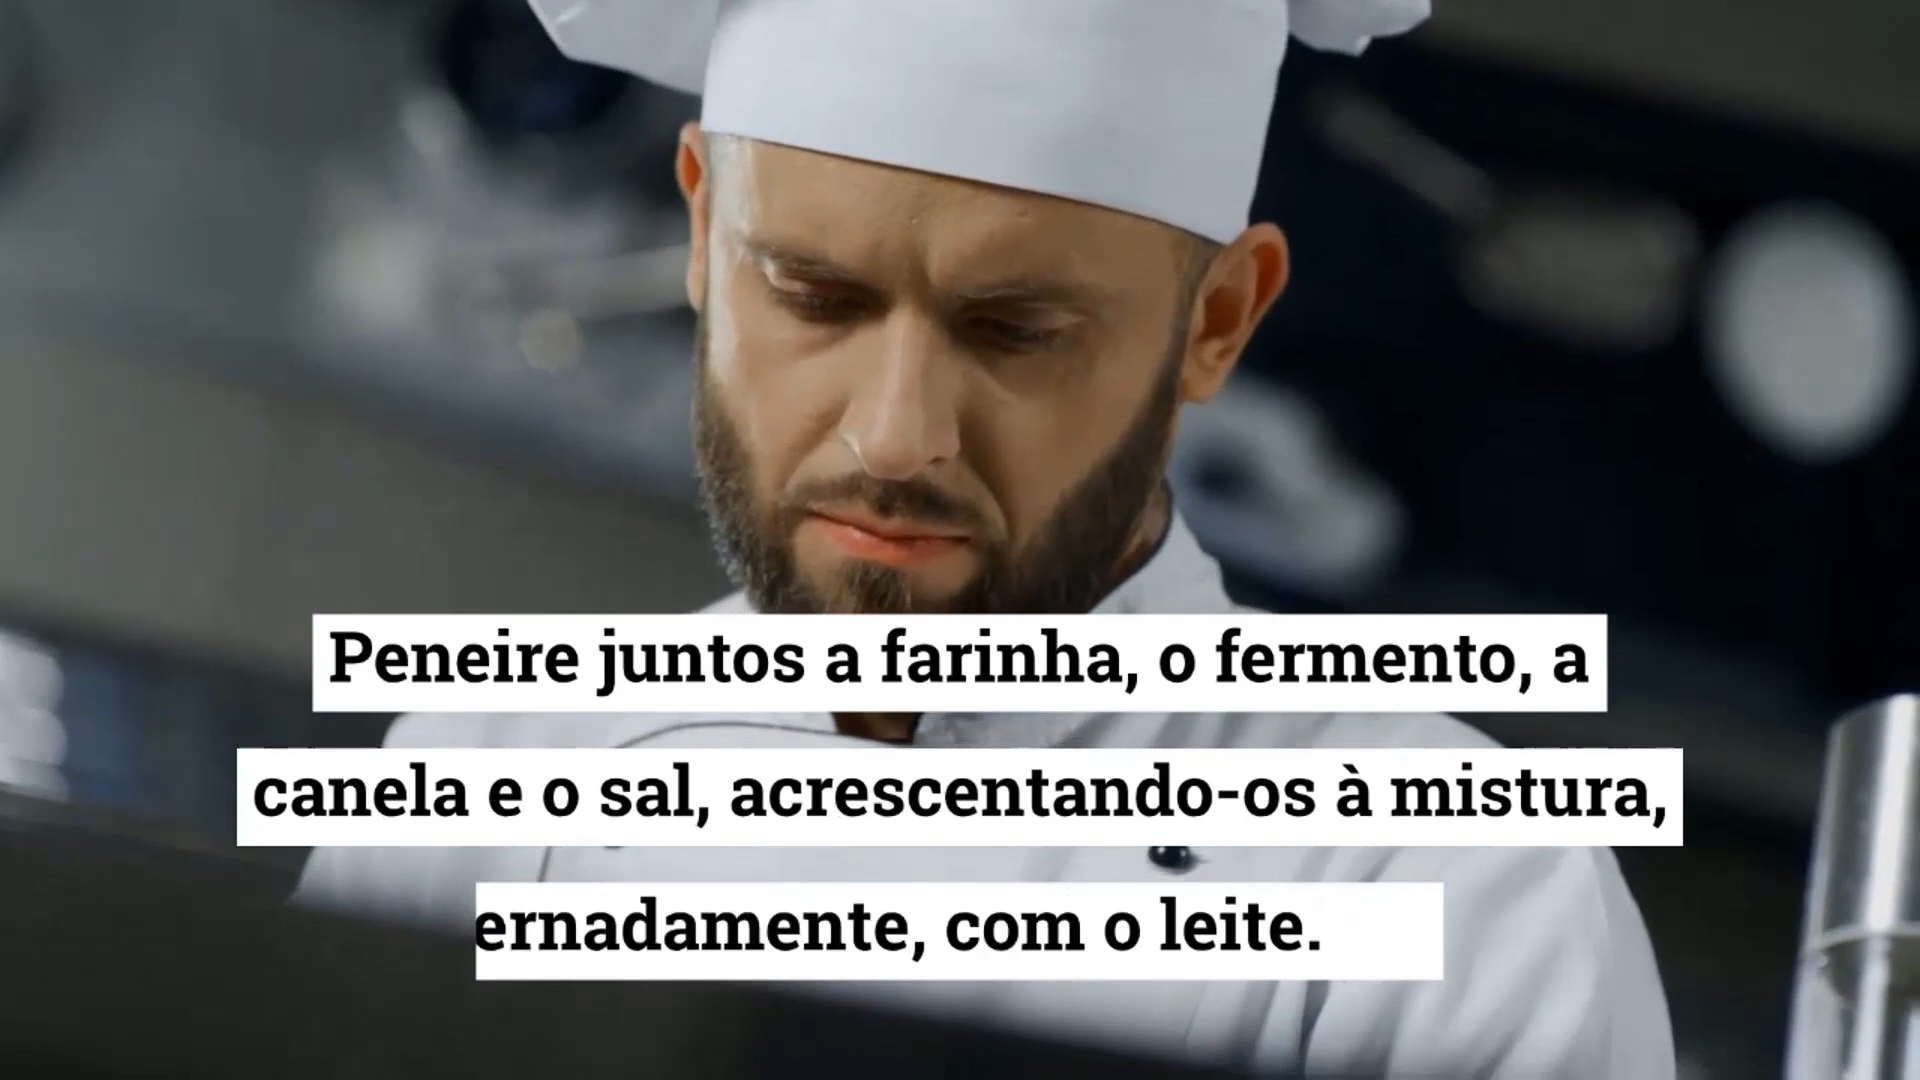 Peneire juntos a farinha, o fermento, a
canela e o sal, acrescentando-os à mistura,
ernadamente, com o leite.